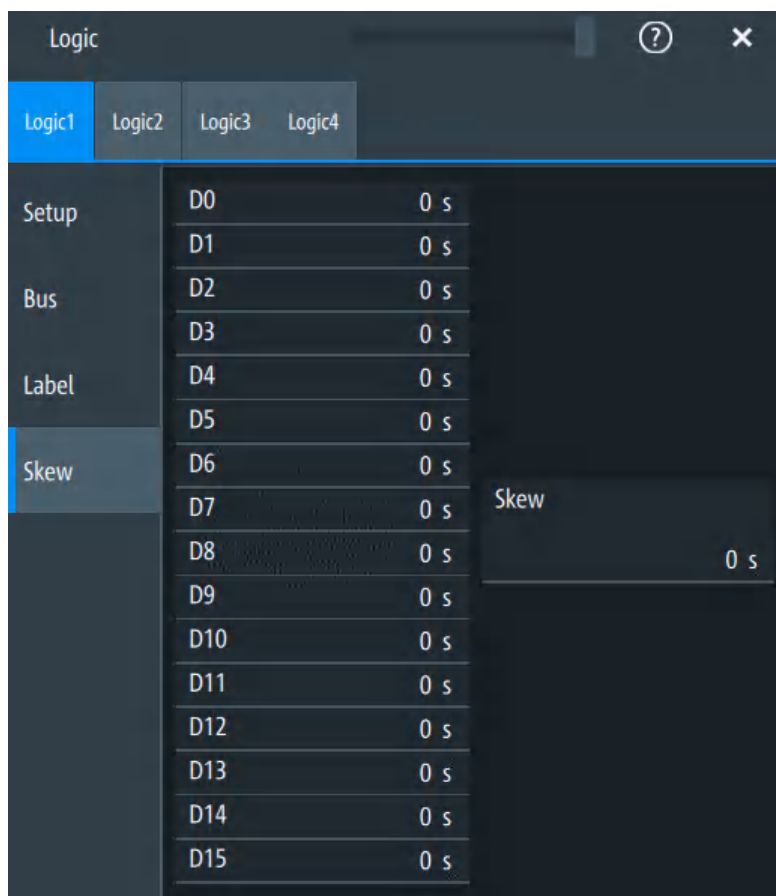 Logic
?
Logic1 Logic2 Logic3 Logic4
Setup
Bus
Label
Skew
D0 0 s
D1 0 s
D2 0 s
D3 0 s
D4 0 s
D5 0 s
D6 0 s
D7 0 s
D8 0 s
D9 0 s
D10 0 s
D11 0 s
D12 0 s
D13 0 s
D14 0 s
D15 0 s
Skew
0 s